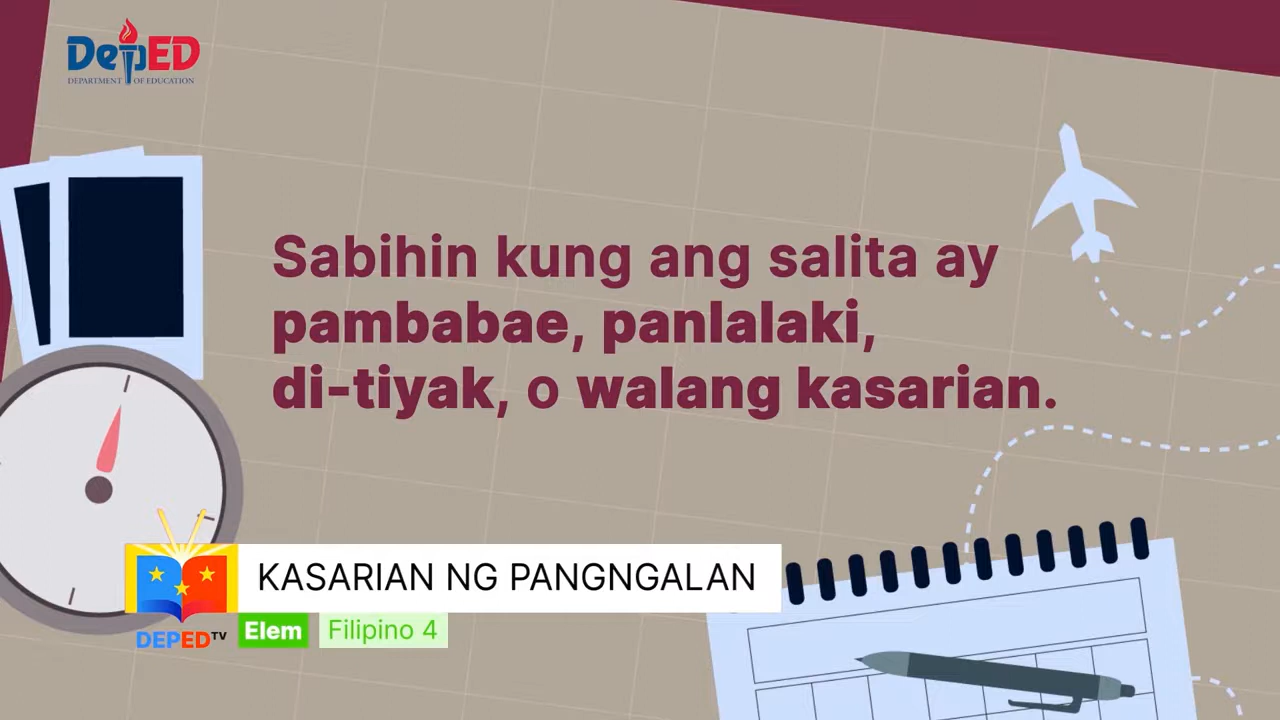 DepED
DEPARTMENT OF EDUCATION
Sabihin kung ang salita ay
pambabae, panlalaki,
di-tiyak, o walang kasarian.
KASARIAN NG PANGNGALAN
DEPED TV
Elem
Filipino 4